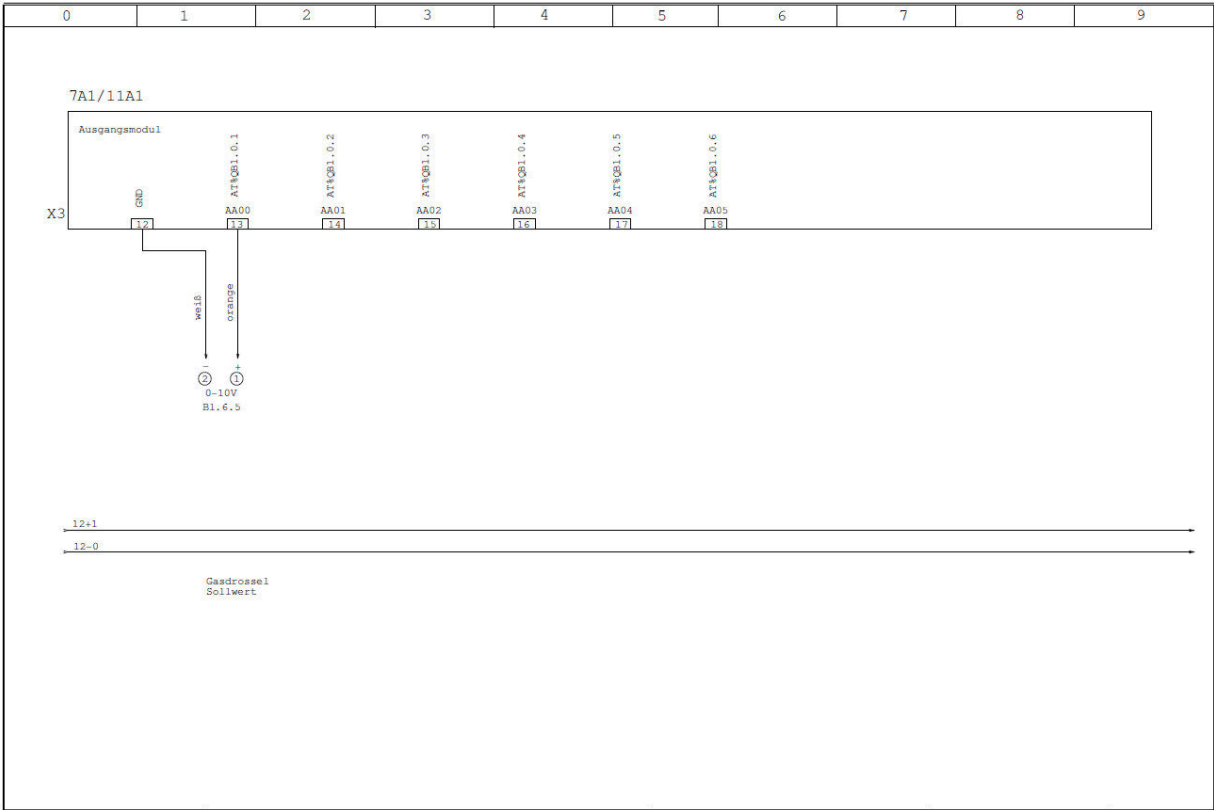 0 1 2 3 4 5 6 7 8 9
7A1/11A1
Ausgangsmodul
GND
AT%QB1.0.1
AT%QB1.0.2
AT%QB1.0.3
AT%QB1.0.4
AT%QB1.0.5
AT%QB1.0.6
AA00 AA01 AA02 AA03 AA04 AA05
X3
12 13 14 15 16 17 18
weiß
orange
- +
2 1
0-10V
B1.6.5
12+1
12-0
Gasdrossel
Sollwert